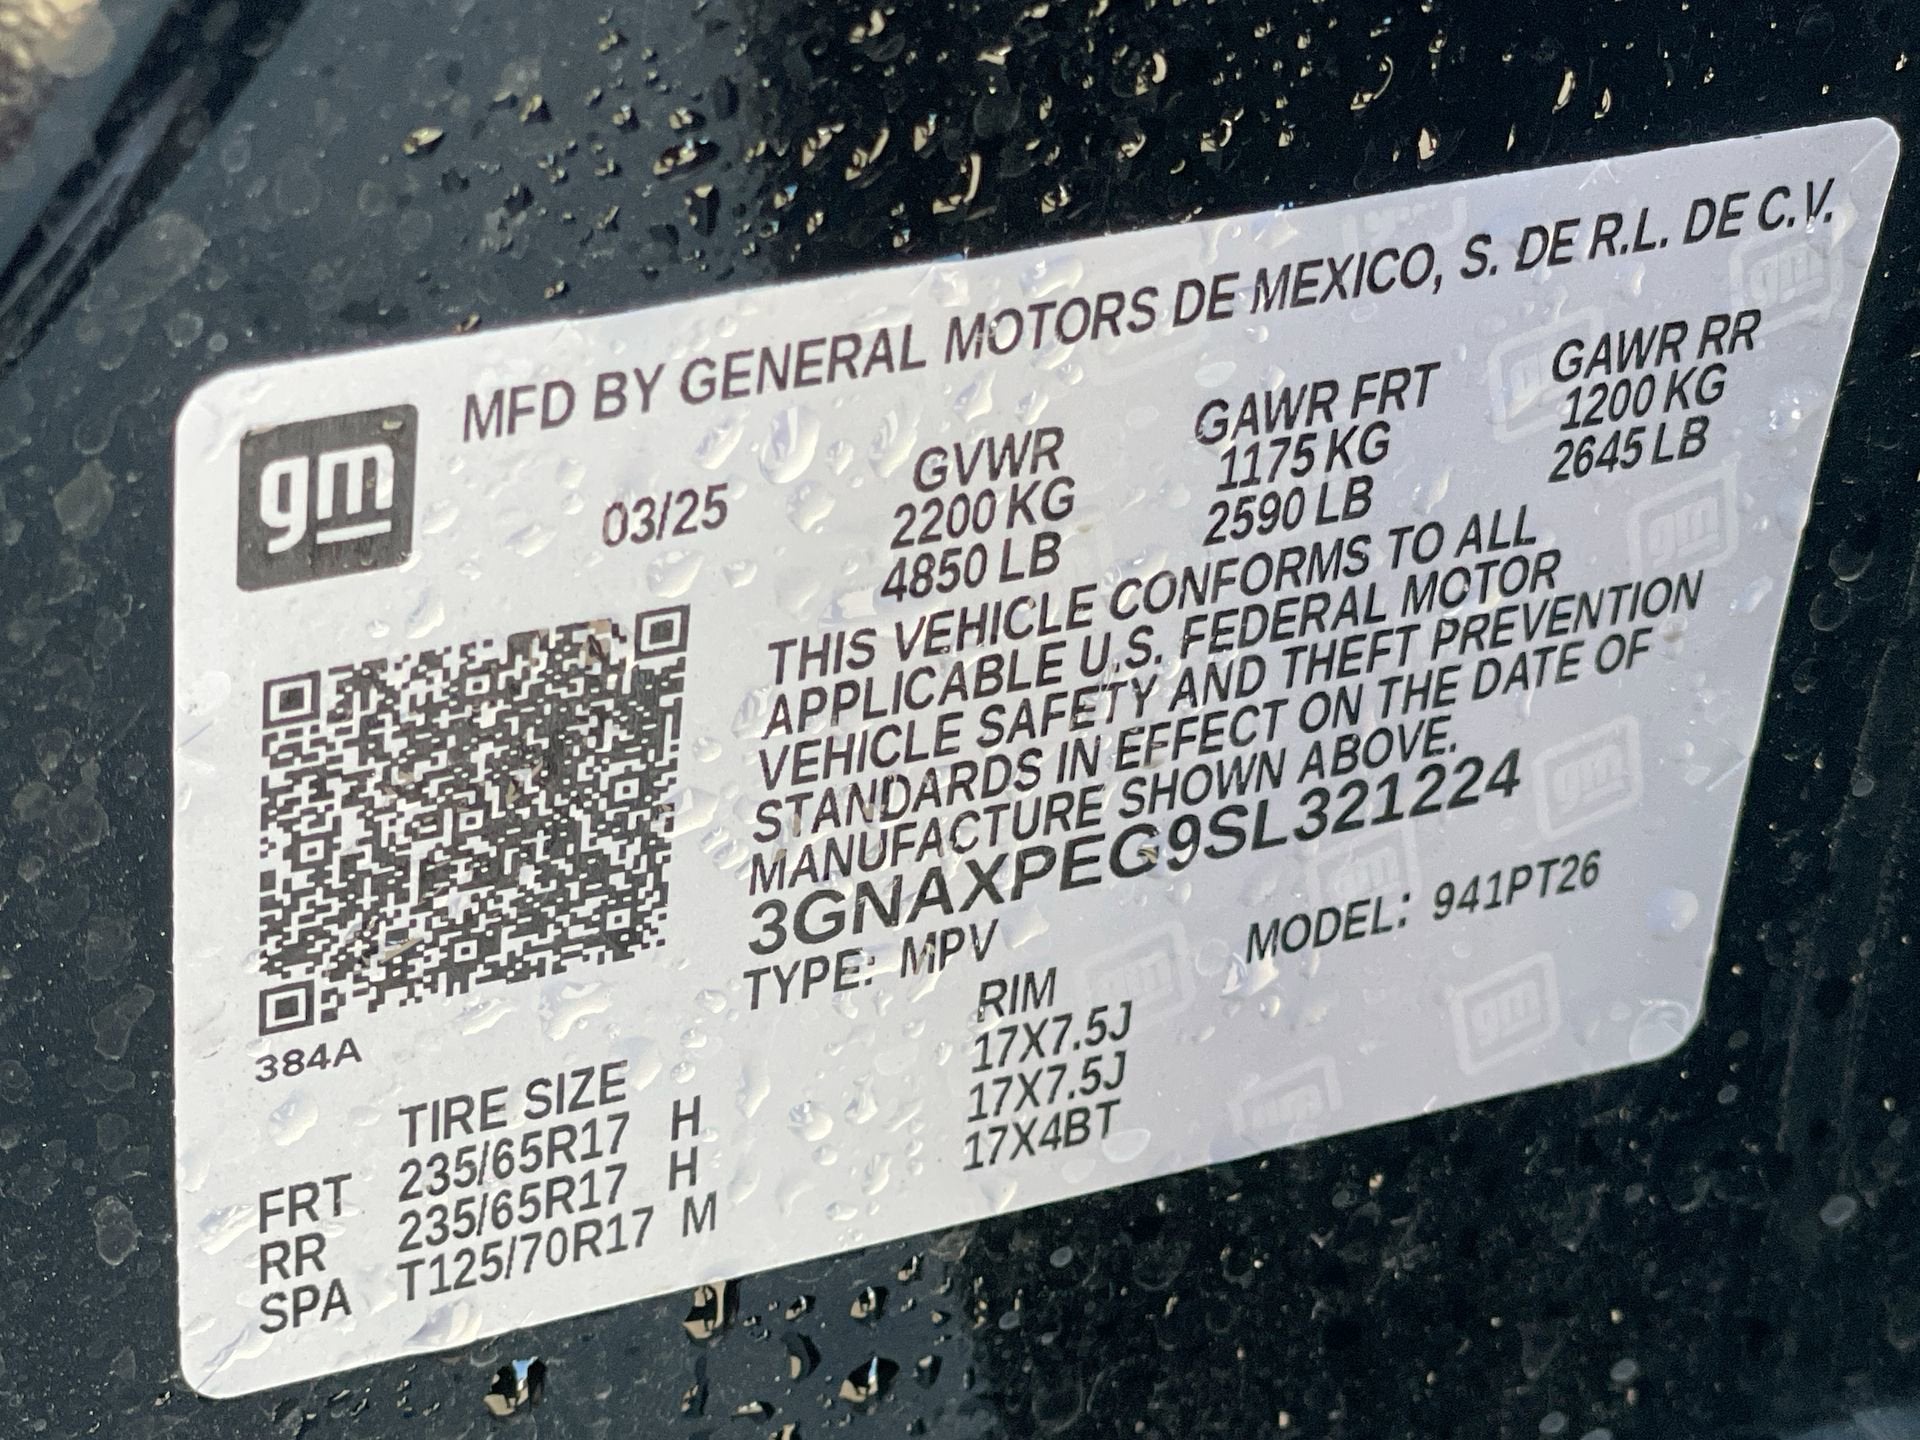 MFD BY GENERAL MOTORS DE MEXICO, S. DE R.L. DE C.V.
gm
03/25
GVWR
2200 KG
4850 LB
GAWR FRT
1175 KG
2590 LB
GAWR RR
1200 KG
2645 LB
THIS VEHICLE CONFORMS TO ALL
APPLICABLE U.S. FEDERAL MOTOR
VEHICLE SAFETY AND THEFT PREVENTION
STANDARDS IN EFFECT ON THE DATE OF
MANUFACTURE SHOWN ABOVE.
3GNAXPEG9SL321224
TYPE: MPV MODEL: 941PT26
384A
TIRE SIZE RIM
FRT 235/65R17 H 17X7.5J
RR 235/65R17 H 17X7.5J
SPA T125/70R17 M 17X4BT